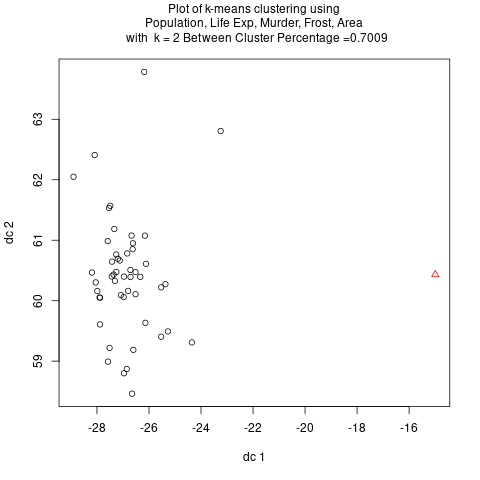 Plot of k-means clustering using
Population, Life Exp, Murder, Frost, Area
with k = 2 Between Cluster Percentage =0.7009
63
62
61
60
59
dc 2
-28 -26 -24 -22 -20 -18 -16
dc 1